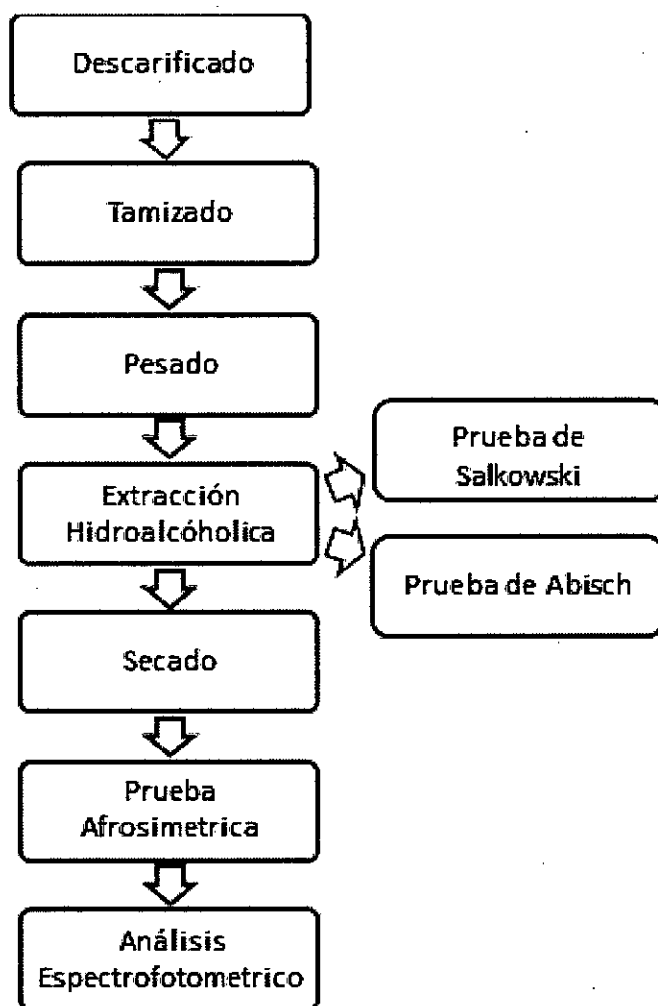 Descarificado
Tamizado
Pesado
Extracción
Hidroalcóholica
Prueba de
Salkowski
Prueba de Abisch
Secado
Prueba
Afrosimetrica
Análisis
Espectrofotometrico